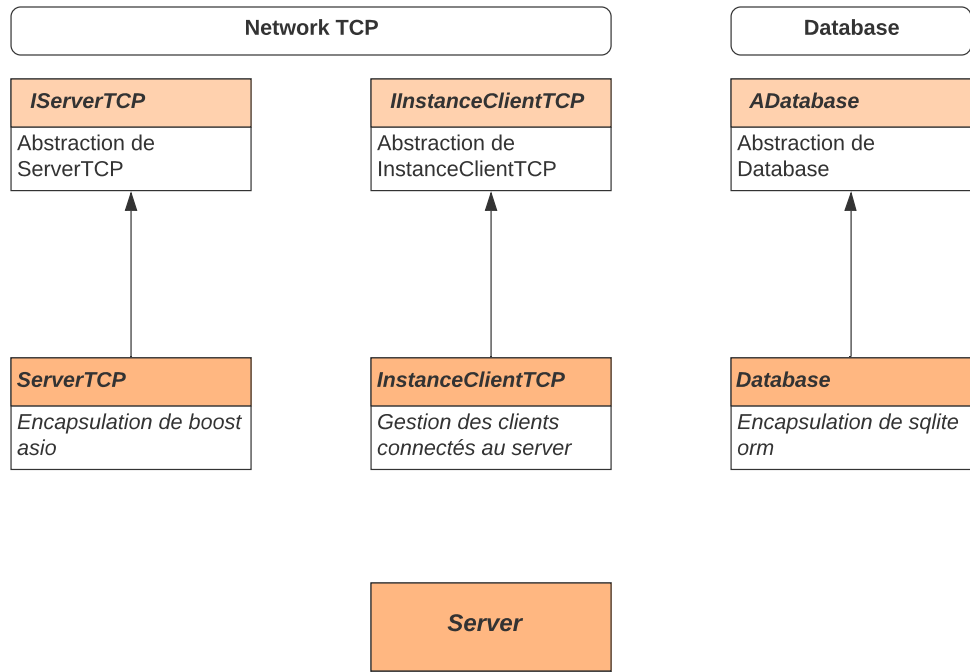 Network TCP
Database
IServerTCP
Abstraction de
ServerTCP
IInstanceClientTCP
Abstraction de
InstanceClientTCP
ADatabase
Abstraction de
Database
ServerTCP
Encapsulation de boost
asio
InstanceClientTCP
Gestion des clients
connectés au server
Database
Encapsulation de sqlite
orm
Server